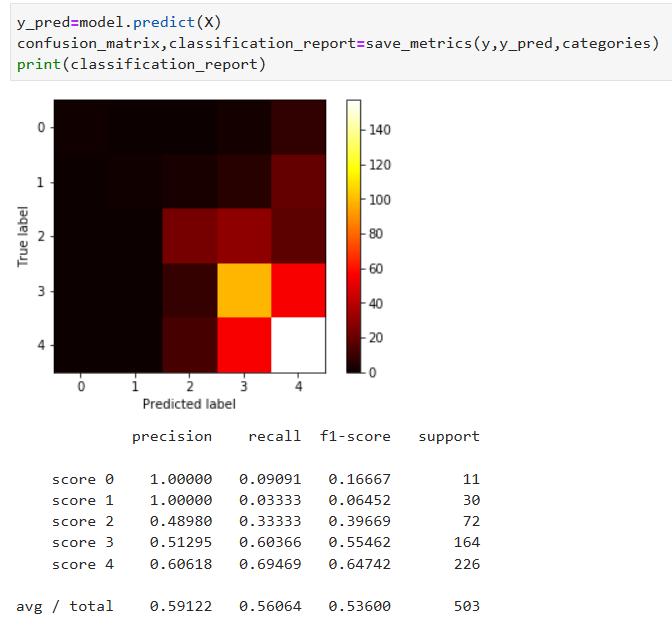 y_pred=model.predict(X)
confusion_matrix,classification_report=save_metrics(y,y_pred,categories)
print(classification_report)
0
1
2
3
4
True label
0 1 2 3 4
Predicted label
140
120
100
80
60
40
20
0
precision recall f1-score support
score 0 1.00000 0.09091 0.16667 11
score 1 1.00000 0.03333 0.06452 30
score 2 0.48980 0.33333 0.39669 72
score 3 0.51295 0.60366 0.55462 164
score 4 0.60618 0.69469 0.64742 226
avg / total 0.59122 0.56064 0.53600 503